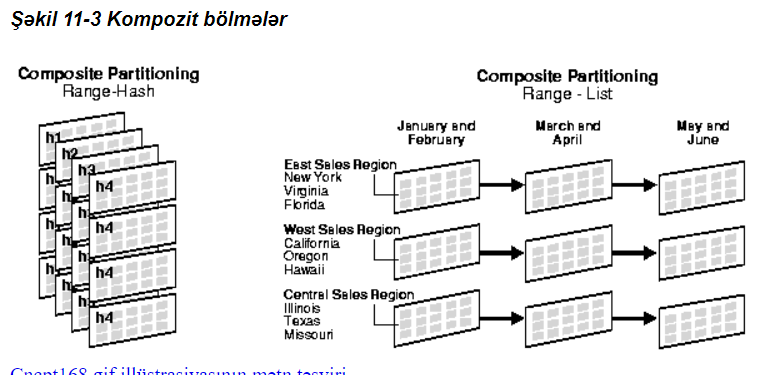 Şəkil 11-3 Kompozit bölmələr
Composite Partitioning
Range-Hash
h1
h2
h3
h4
h4
h4
h4
Composite Partitioning
Range - List
January and
February
March and
April
May and
June
East Sales Region
New York
Virginia
Florida
West Sales Region
California
Oregon
Hawaii
Central Sales Region
Illinois
Texas
Missouri